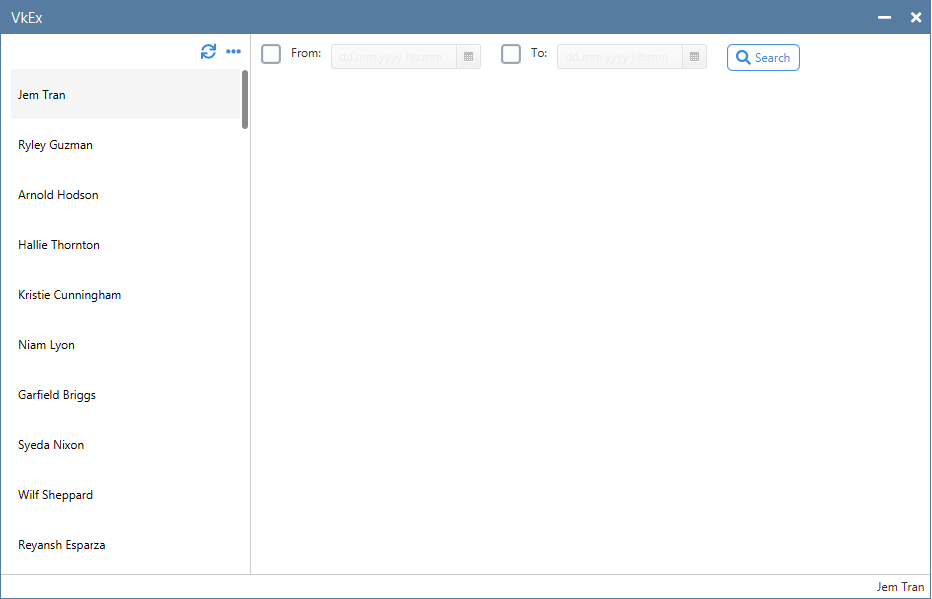 VkEx
From: dd.mm.yyyy hh:mm To: dd.mm.yyyy hh:mm Search
Jem Tran
Ryley Guzman
Arnold Hodson
Hallie Thornton
Kristie Cunningham
Niam Lyon
Garfield Briggs
Syeda Nixon
Wilf Sheppard
Reyansh Esparza
Jem Tran